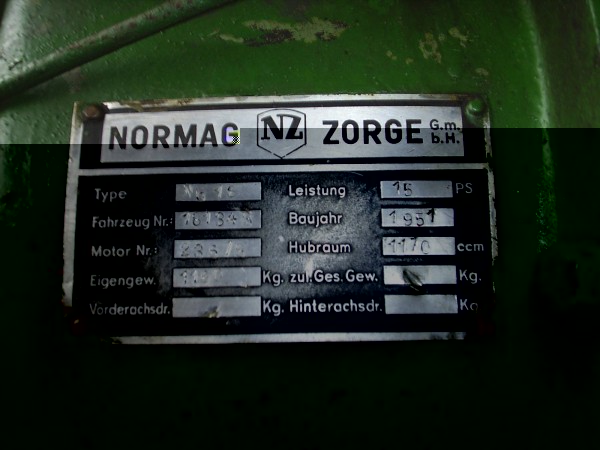 NORMAG NZ ZORGE G.m.b.H.
Type Leistung 15 PS
Fahrzeug Nr: Baujahr 1951
Motor Nr: Hubraum 1170 ccm
Eigengew. Kg. zul. Ges. Gew. Kg.
Vorderachsdr. Kg. Hinterachsdr. Kg